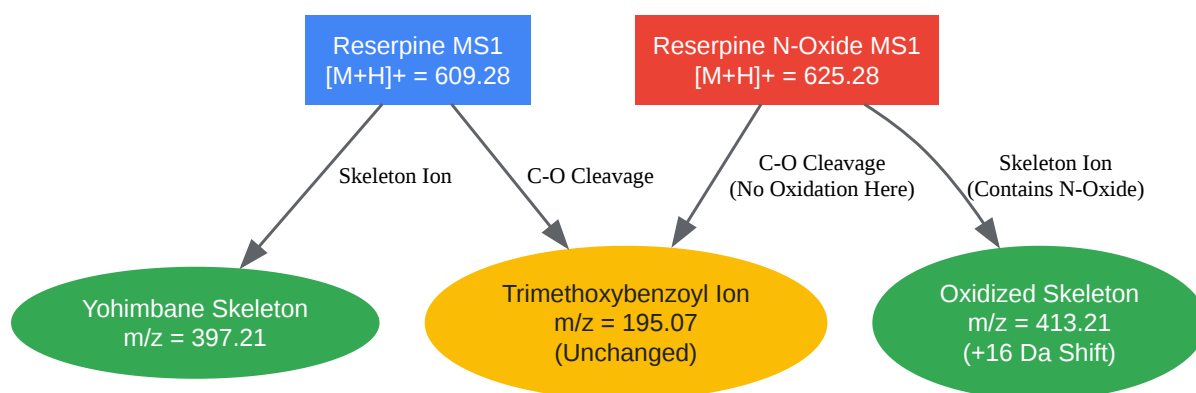 Reserpine MS1
[M+H]+ = 609.28
Reserpine N-Oxide MS1
[M+H]+ = 625.28
Skeleton Ion
C-O Cleavage
C-O Cleavage
(No Oxidation Here)
Skeleton Ion
(Contains N-Oxide)
Yohimbane Skeleton
m/z = 397.21
Trimethoxybenzoyl Ion
m/z = 195.07
(Unchanged)
Oxidized Skeleton
m/z = 413.21
(+16 Da Shift)